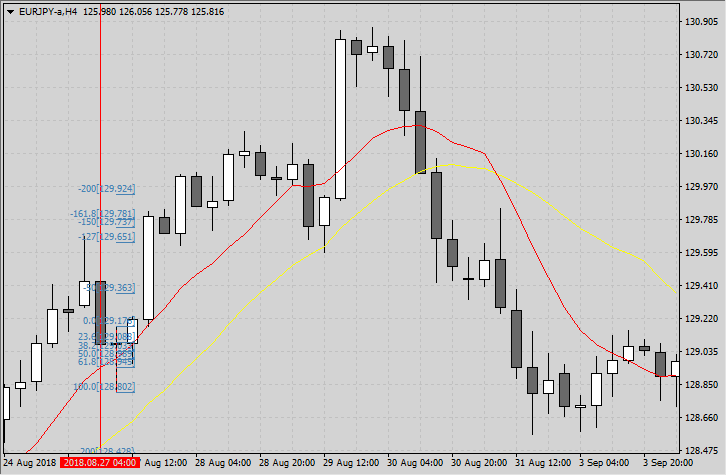 EURJPY-a,H4 125.980 126.056 125.778 125.816
130.905
130.720
130.530
130.345
130.160
129.970
129.785
129.595
129.410
129.220
129.035
128.850
128.660
128.475
-200[129.924]
-161.8[129.781]
-150[129.737]
-127[129.651]
100.0[128.802]
24 Aug 2018
2018.08.27 04:00
Aug 12:00
28 Aug 04:00
28 Aug 20:00
29 Aug 12:00
30 Aug 04:00
30 Aug 20:00
31 Aug 12:00
3 Sep 04:00
3 Sep 20:00